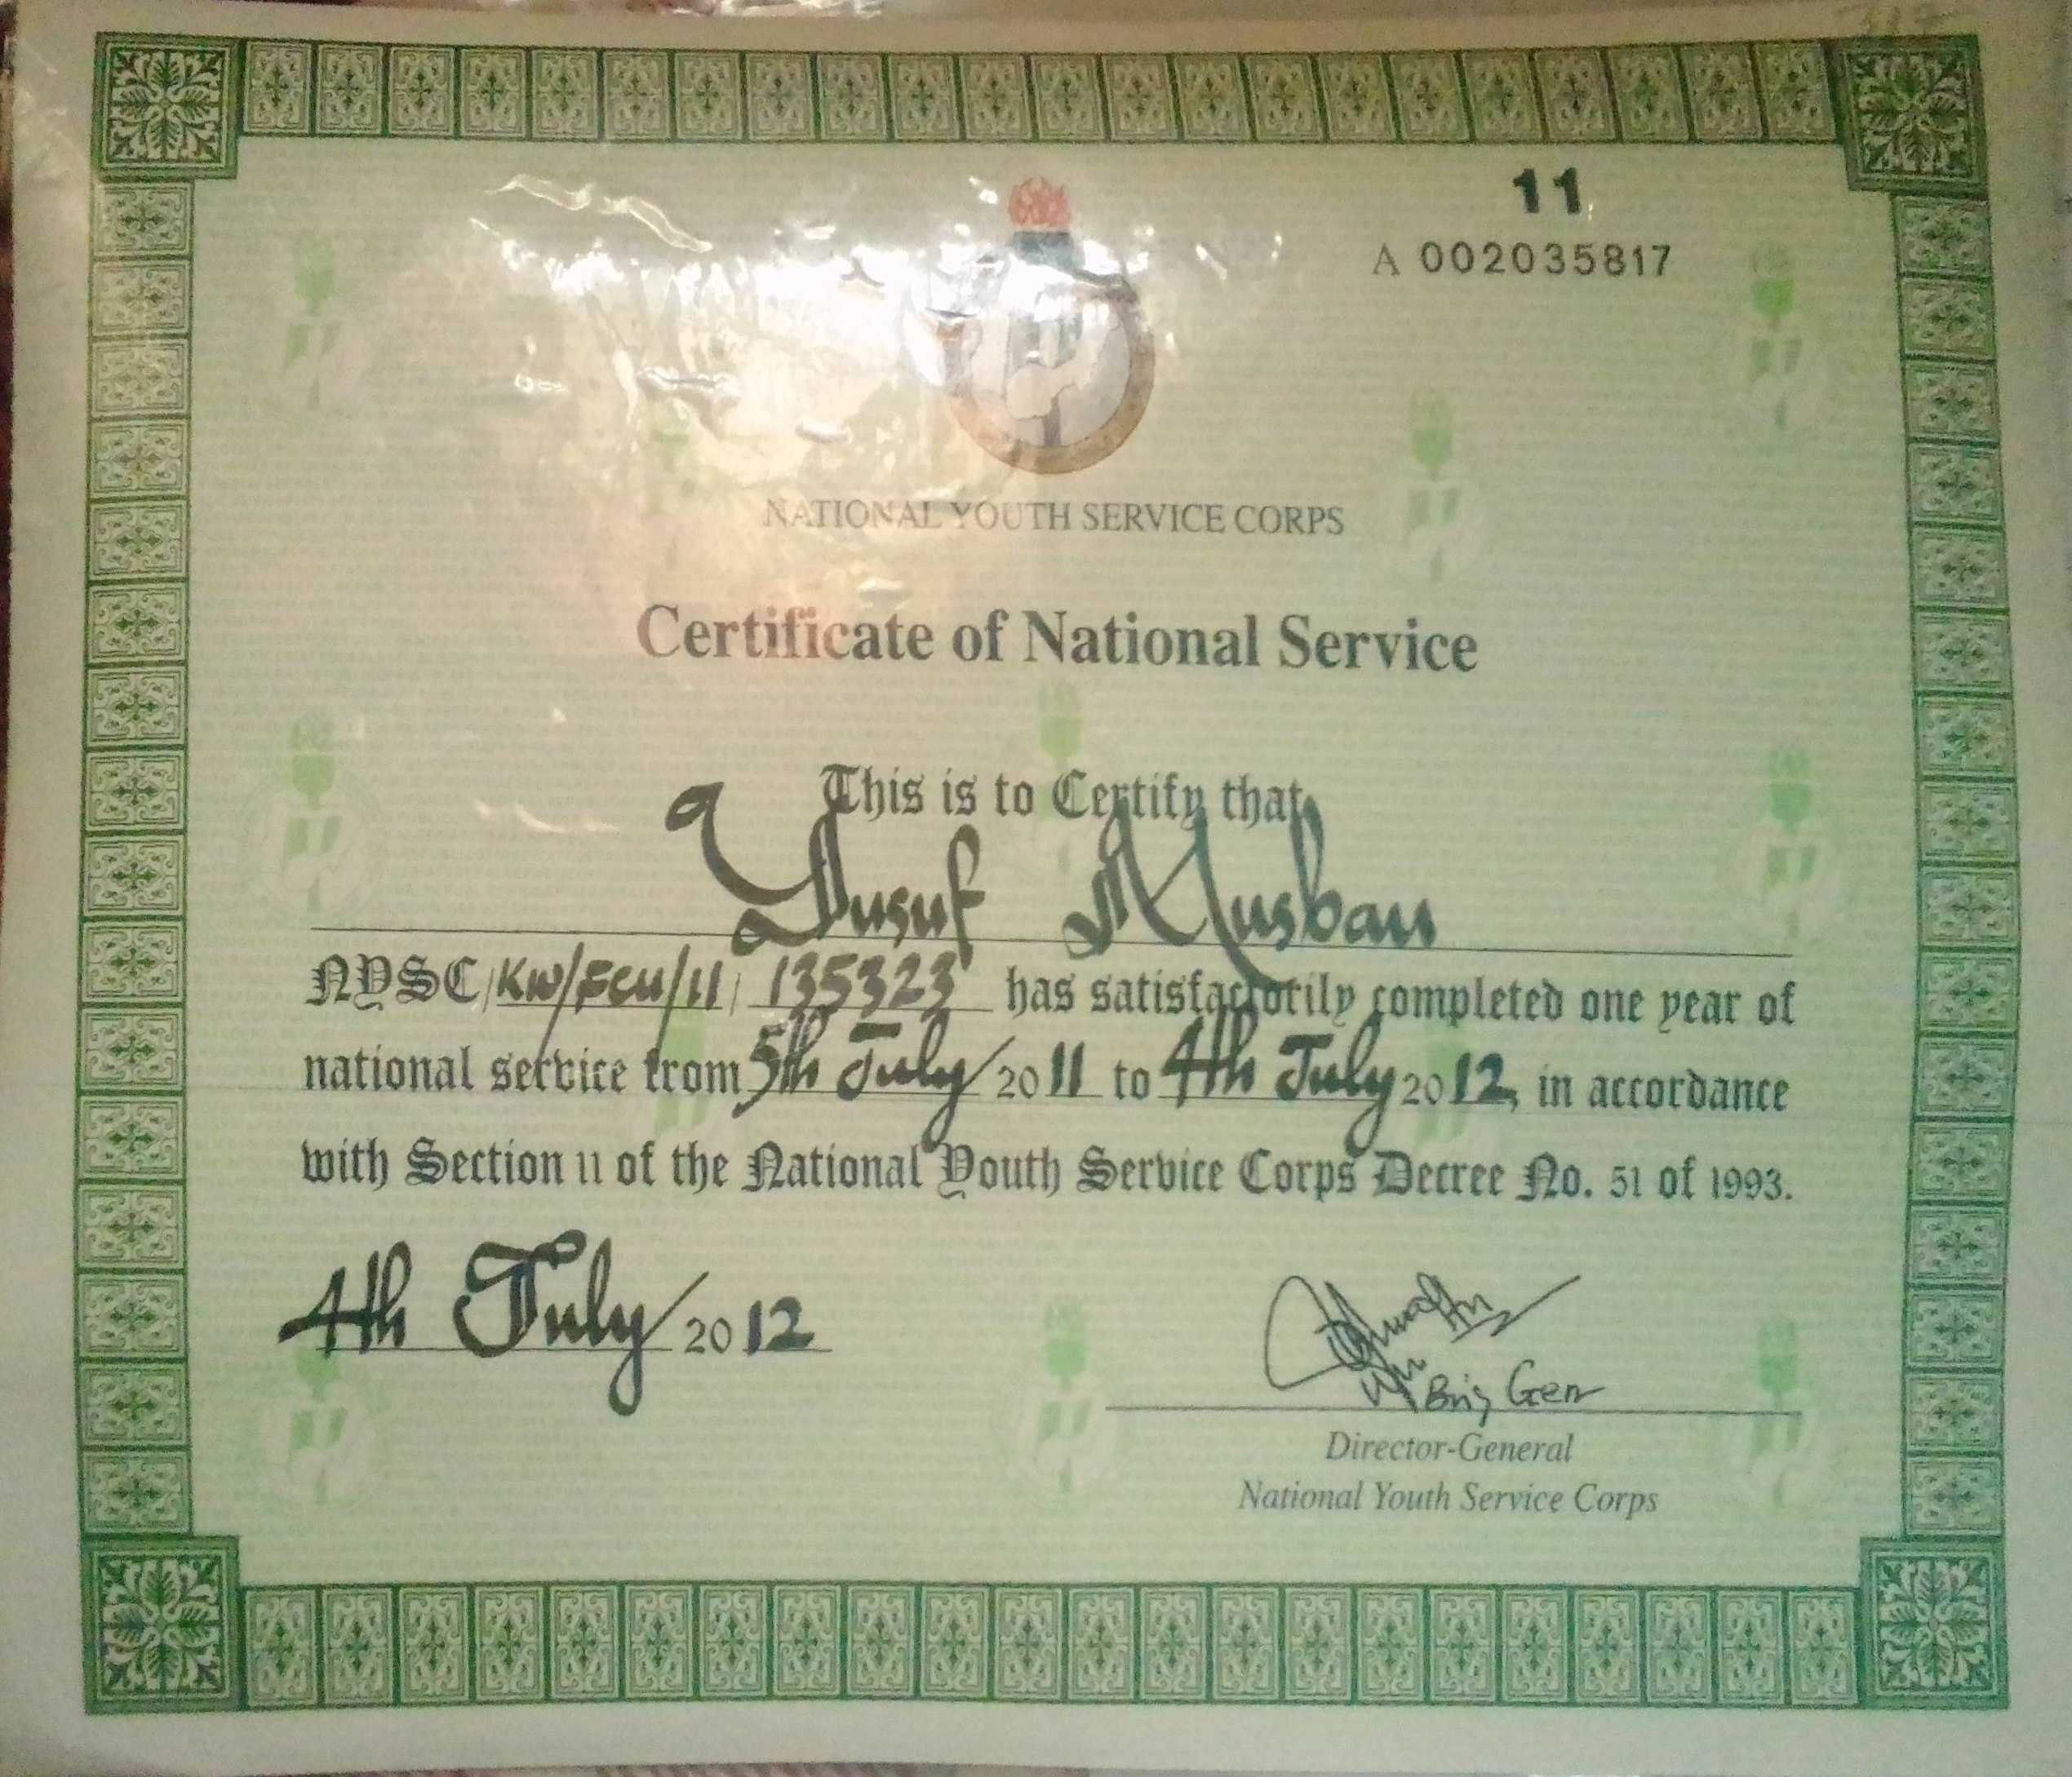 11
A 002035817
NATIONAL YOUTH SERVICE CORPS
Certificate of National Service
This is to Certify that
Yusuf Musbau
NYSC/KW/FCU/11/135323 has satisfactorily completed one year of
national service from 5th July 2011 to 4th July 2012, in accordance
with Section 11 of the National Youth Service Corps Decree No. 51 of 1993.
4th July 2012
Brig Gen
Director-General
National Youth Service Corps